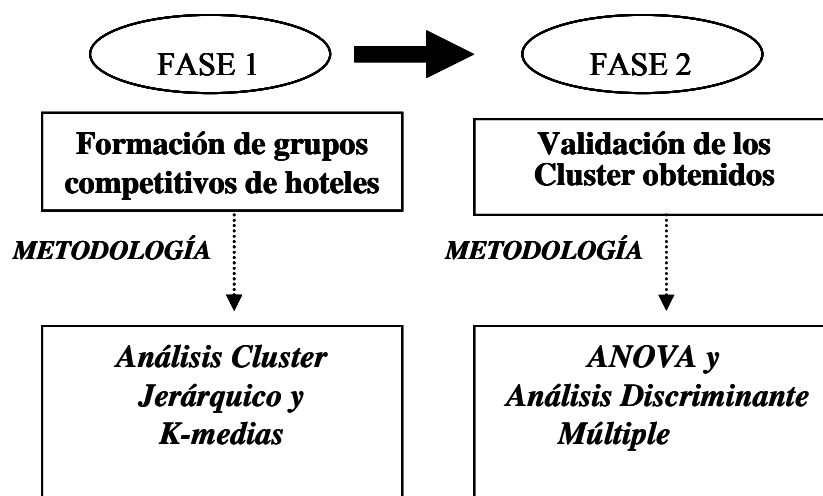 FASE 1
FASE 2
Formación de grupos
competitivos de hoteles
Validación de los
Cluster obtenidos
METODOLOGÍA
METODOLOGÍA
Análisis Cluster
Jerárquico y
K-medias
ANOVA y
Análisis Discriminante
Múltiple